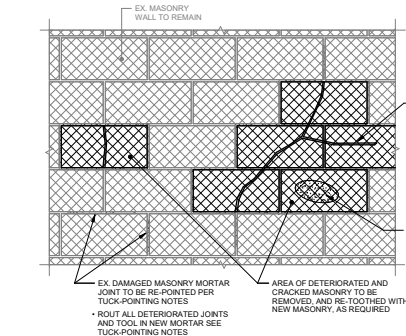 EX. MASONRY
WALL TO REMAIN
EX. DAMAGED MASONRY MORTAR
JOINT TO BE RE-POINTED PER
TUCK-POINTING NOTES
• ROUT ALL DETERIORATED JOINTS
AND TOOL IN NEW MORTAR SEE
TUCK-POINTING NOTES
AREA OF DETERIORATED AND
CRACKED MASONRY TO BE
REMOVED, AND RE-TOOTHED WITH
NEW MASONRY, AS REQUIRED